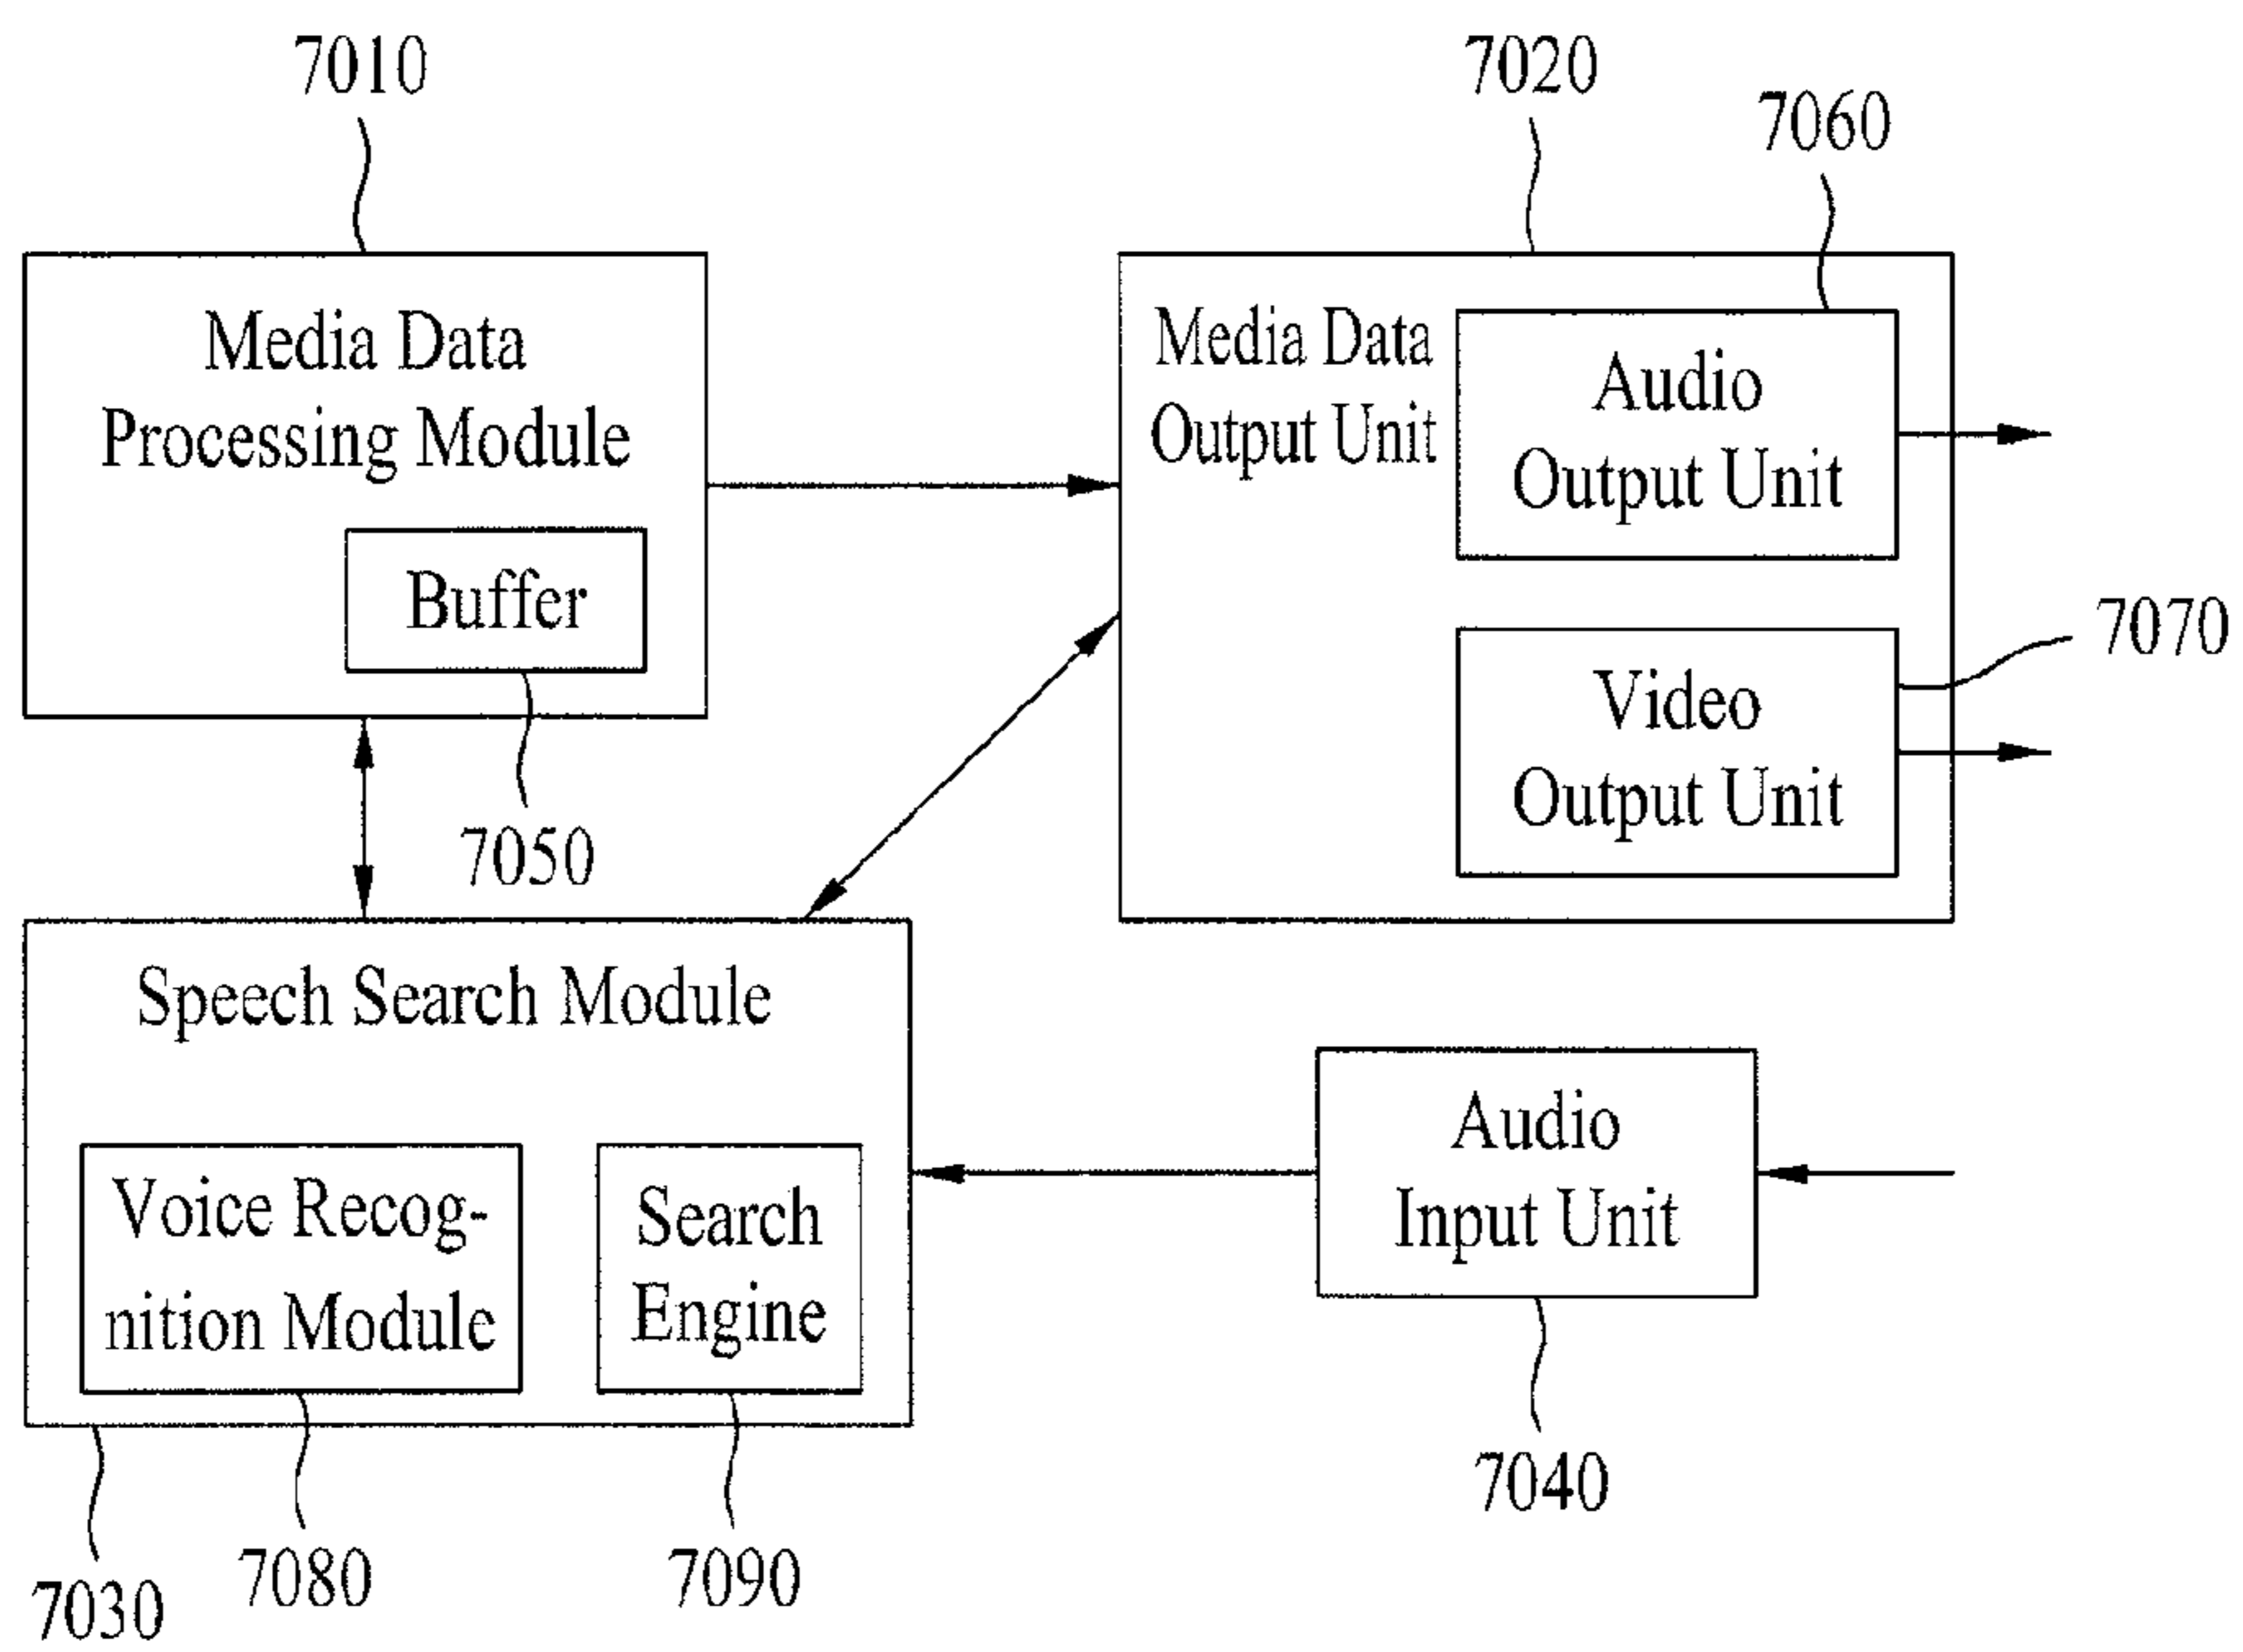 7010
7020
7060
Media Data
Processing Module
Buffer
7050
Media Data
Output Unit
Audio
Output Unit
Video
Output Unit
7070
Speech Search Module
Voice Recog-
nition Module
Search
Engine
Audio
Input Unit
7040
7080
7090
7030